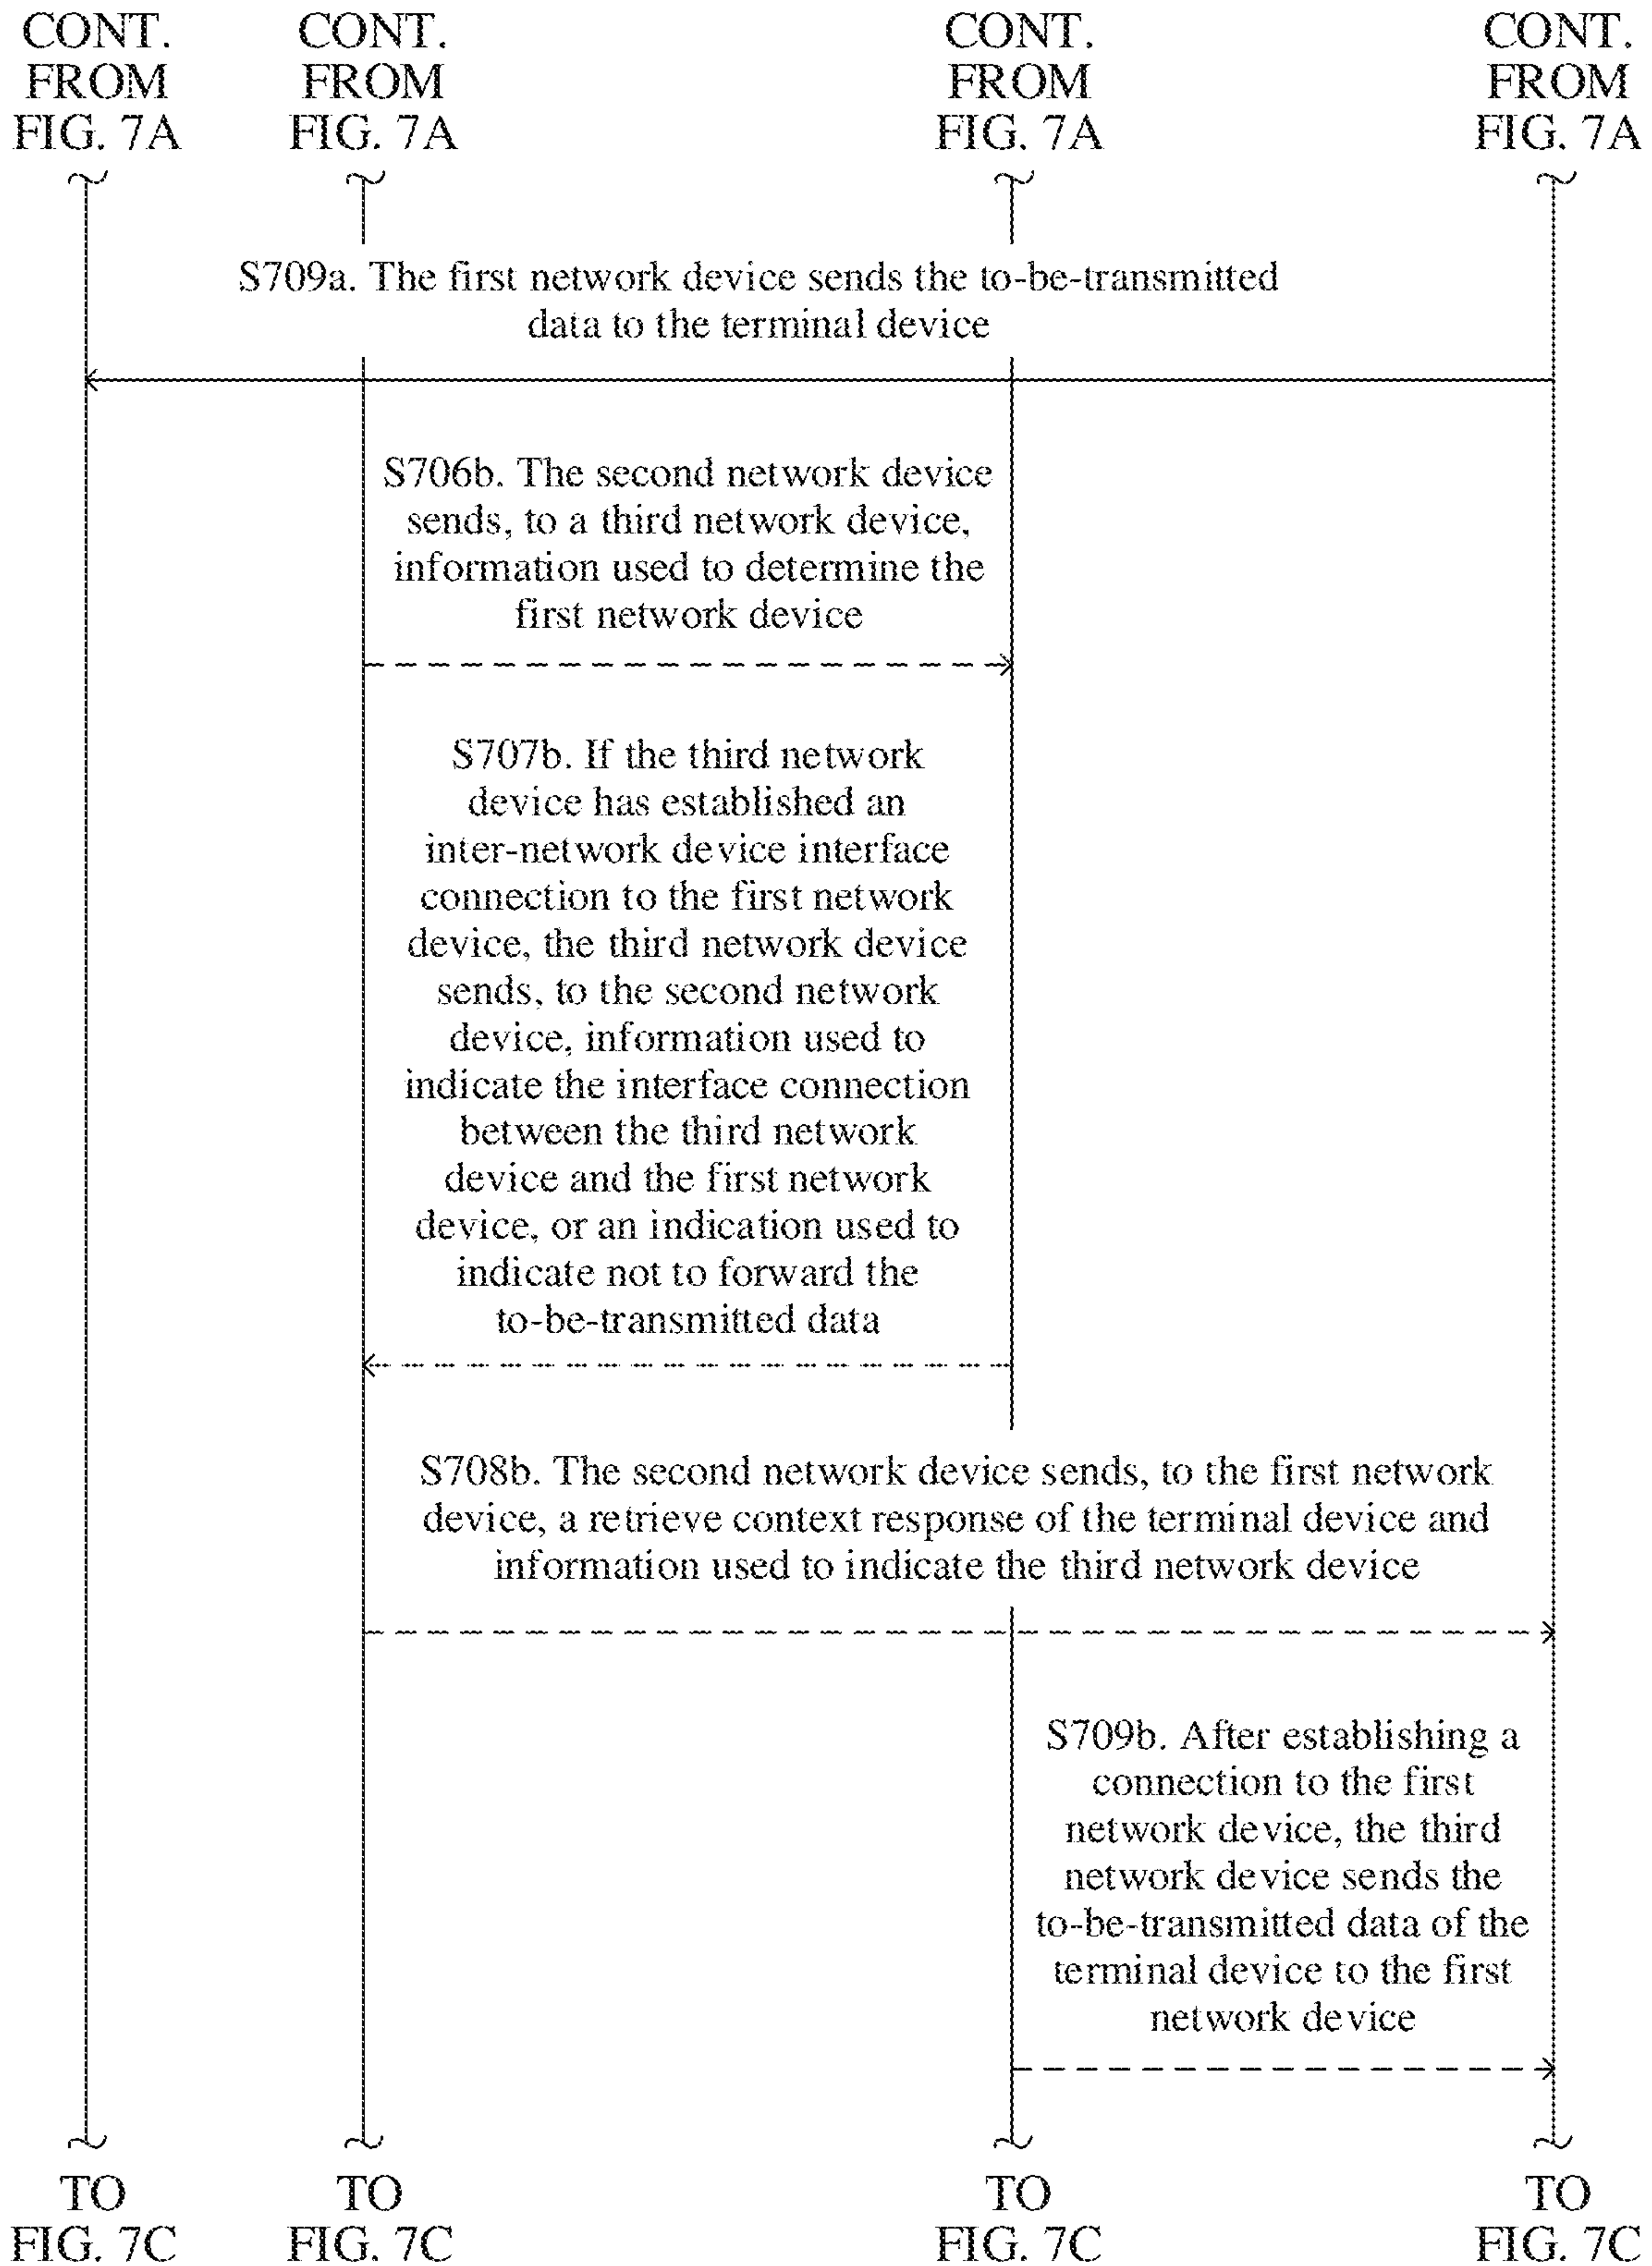 CONT.
FROM
FIG. 7A
CONT.
FROM
FIG. 7A
CONT.
FROM
FIG. 7A
CONT.
FROM
FIG. 7A
S709a. The first network device sends the to-be-transmitted
data to the terminal device
S706b. The second network device
sends, to a third network device,
information used to determine the
first network device
S707b. If the third network
device has established an
inter-network device interface
connection to the first network
device, the third network device
sends, to the second network
device, information used to
indicate the interface connection
between the third network
device and the first network
device, or an indication used to
indicate not to forward the
to-be-transmitted data
S708b. The second network device sends, to the first network
device, a retrieve context response of the terminal device and
information used to indicate the third network device
S709b. After establishing a
connection to the first
network device, the third
network device sends the
to-be-transmitted data of the
terminal device to the first
network device
TO
FIG. 7C
TO
FIG. 7C
TO
FIG. 7C
TO
FIG. 7C